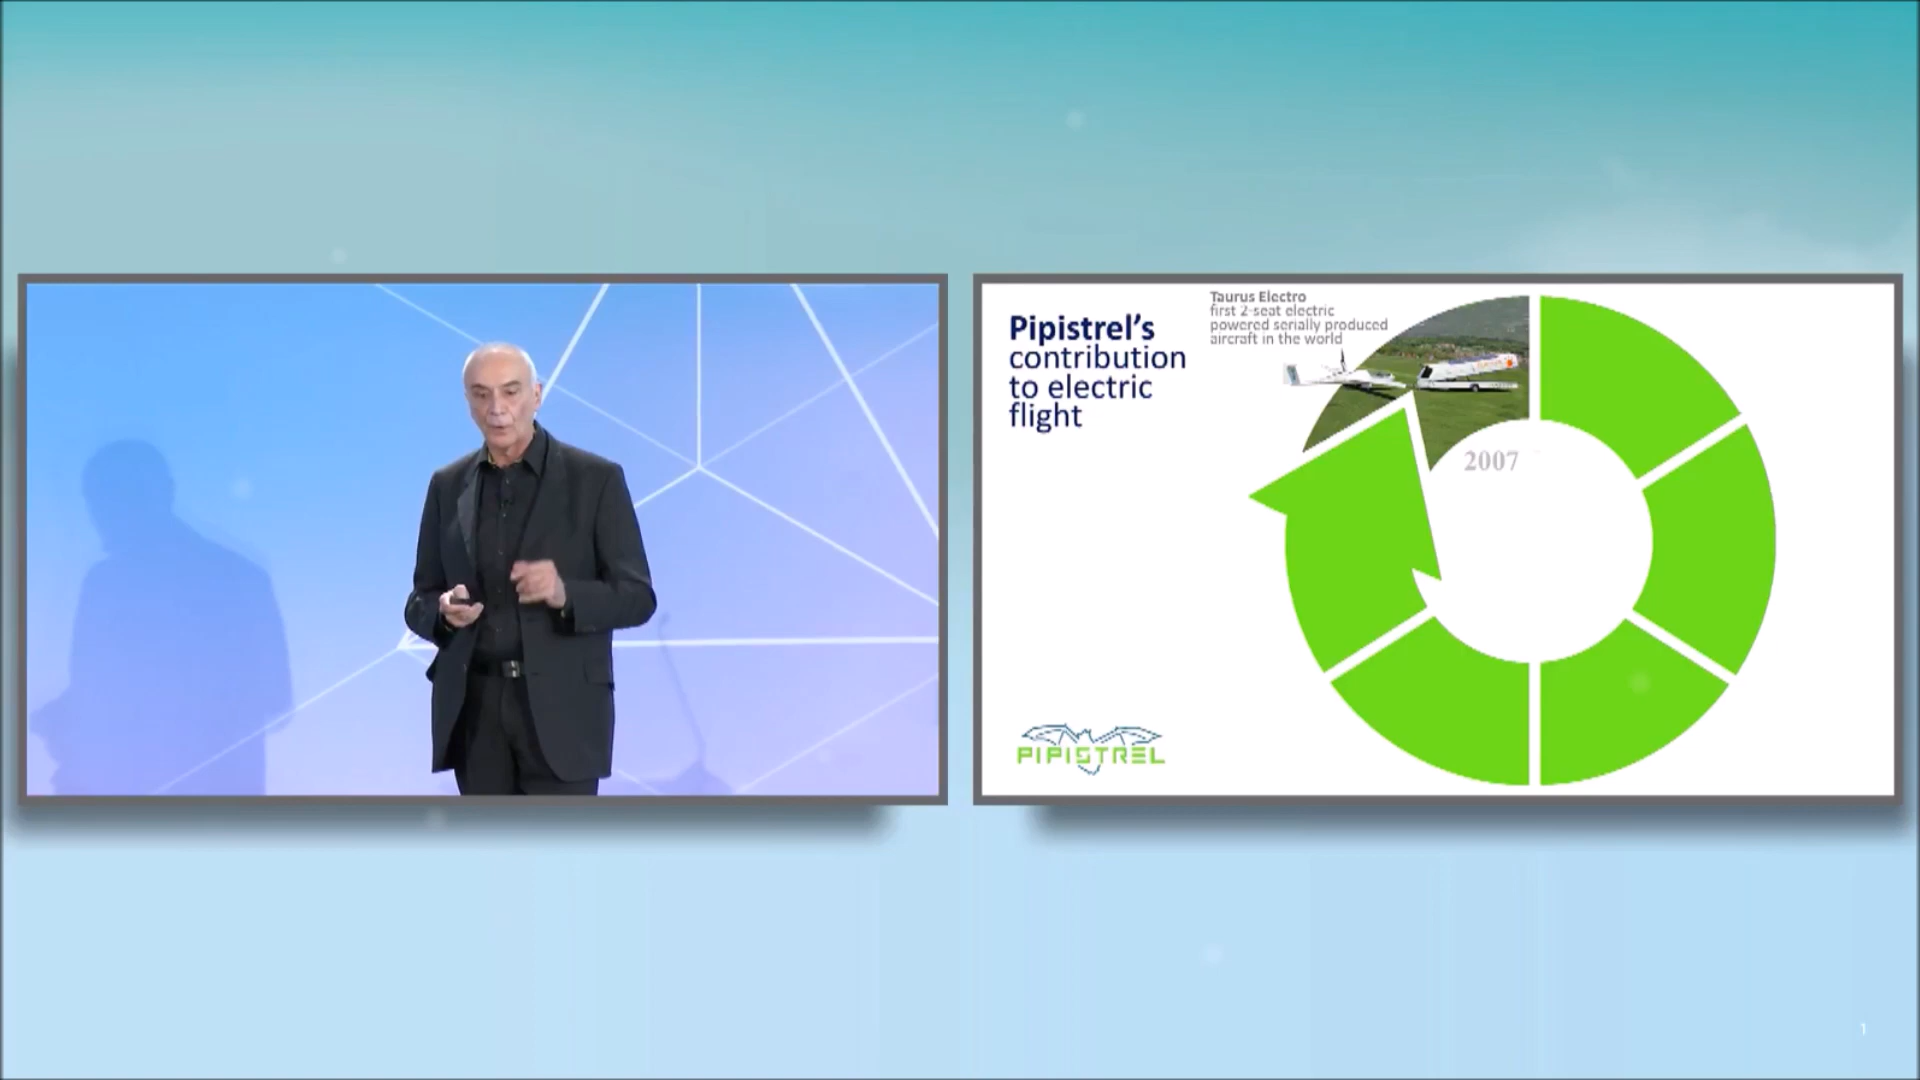 Pipistrel's
contribution
to electric
flight
Taurus Electro
first 2-seat electric
powered serially produced
aircraft in the world
2007
PIPISTREL
1